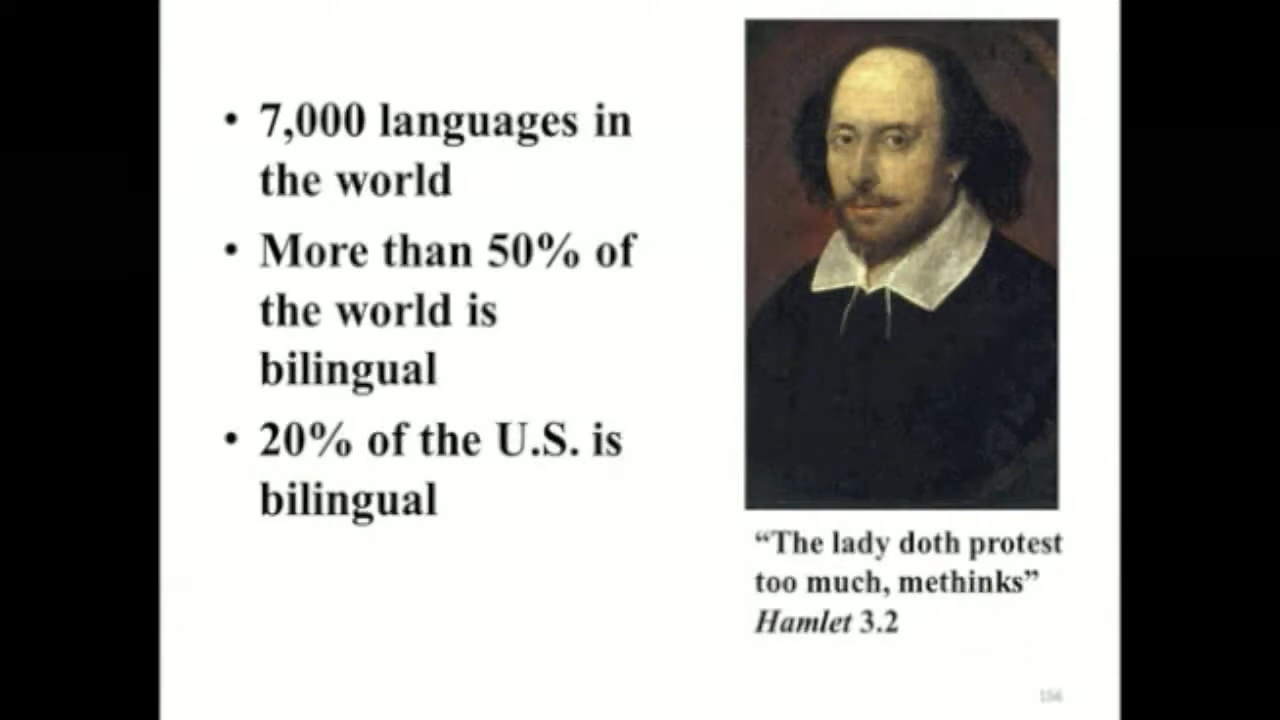 • 7,000 languages in
the world
• More than 50% of
the world is
bilingual
• 20% of the U.S. is
bilingual
“The lady doth protest
too much, methinks”
Hamlet 3.2
156